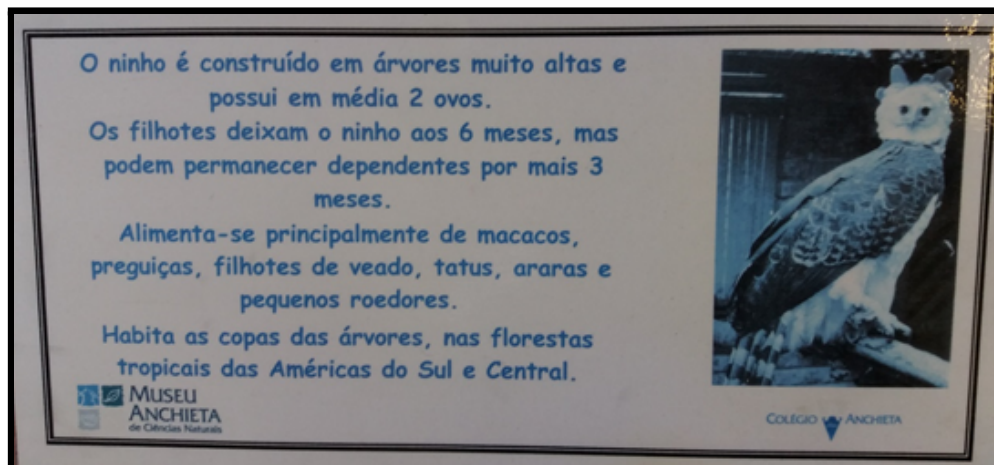 O ninho é construído em árvores muito altas e
possui em média 2 ovos.
Os filhotes deixam o ninho aos 6 meses, mas
podem permanecer dependentes por mais 3
meses.
Alimenta-se principalmente de macacos,
preguiças, filhotes de veado, tatus, araras e
pequenos roedores.
Habita as copas das árvores, nas florestas
tropicais das Américas do Sul e Central.
MUSEU
ANCHIETA
de Ciências Naturais
COLÉGIO ANCHIETA